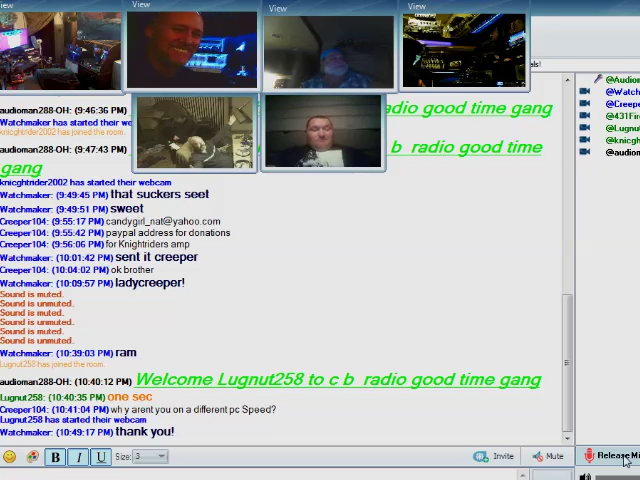 View
View
View
als!
@Audio
audioman288-OH: (9:46:36 PM) adio good time gang
@Watch
Watchmaker has started their we
@Creepe
knicghtrider2002 has joined the room.
@431Fire
@Lugnut
audioman288-OH: (9:47:43 PM) b radio good time
@knicgh
@audior
gang
knicghtrider2002 has started their webcam
Watchmaker: (9:49:45 PM) that suckers seet
Watchmaker: (9:49:51 PM) sweet
Creeper104: (9:55:17 PM) candygirl_nat@yahoo.com
Creeper104: (9:55:42 PM) paypal address for donations
Creeper104: (9:56:06 PM) for Knightriders amp
Watchmaker: (10:01:42 PM) sent it creeper
Creeper104: (10:04:02 PM) ok brother
Watchmaker: (10:09:57 PM) ladycreeper!
Sound is muted.
Sound is unmuted.
Sound is muted.
Sound is unmuted.
Sound is muted.
Sound is unmuted.
Watchmaker: (10:39:03 PM) ram
Lugnut258 has joined the room.
audioman288-OH: (10:40:12 PM) Welcome Lugnut258 to c b radio good time gang
Lugnut258: (10:40:35 PM) one sec
Creeper104: (10:41:04 PM) why arent you on a different pc Speed?
Lugnut258 has started their webcam
Watchmaker: (10:49:17 PM) thank you!
B I U Size: 3 Invite Mute Release Mi